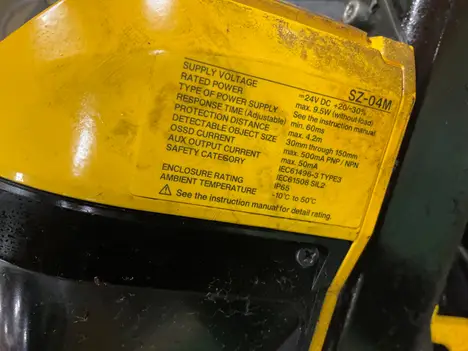 SZ-04M
SUPPLY VOLTAGE ⎓24V DC +20/-30%
RATED POWER max. 9.5W (without load)
TYPE OF POWER SUPPLY See the instruction manual
RESPONSE TIME (Adjustable) min. 60ms
PROTECTION DISTANCE max. 4.2m
DETECTABLE OBJECT SIZE 30mm through 150mm
OSSD CURRENT max. 500mA PNP / NPN
AUX OUTPUT CURRENT max. 50mA
SAFETY CATEGORY IEC61496-3 TYPE3
IEC61508 SIL2
ENCLOSURE RATING IP65
AMBIENT TEMPERATURE -10°C to 50°C
⚠ See the instruction manual for detail rating.